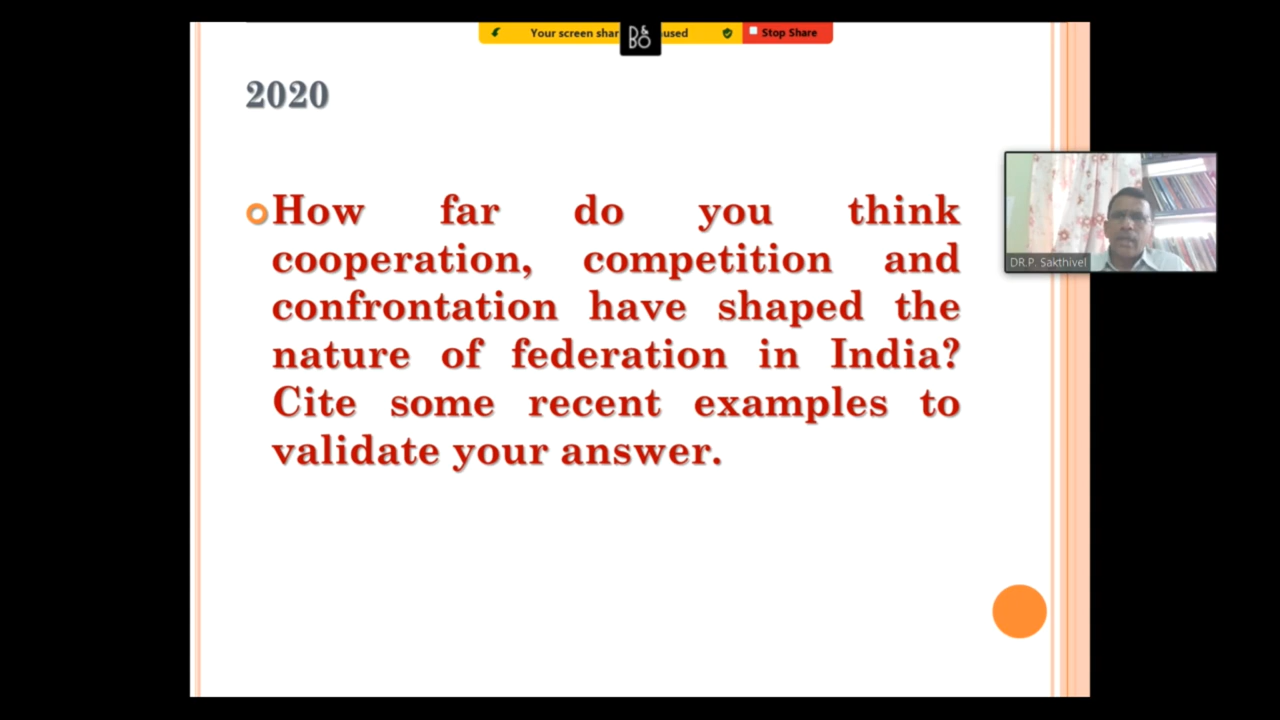 Your screen shar
used
Stop Share
D&
BO
2020
How far do you think
cooperation, competition and
confrontation have shaped the
nature of federation in India?
Cite some recent examples to
validate your answer.
DR.P. Sakthivel